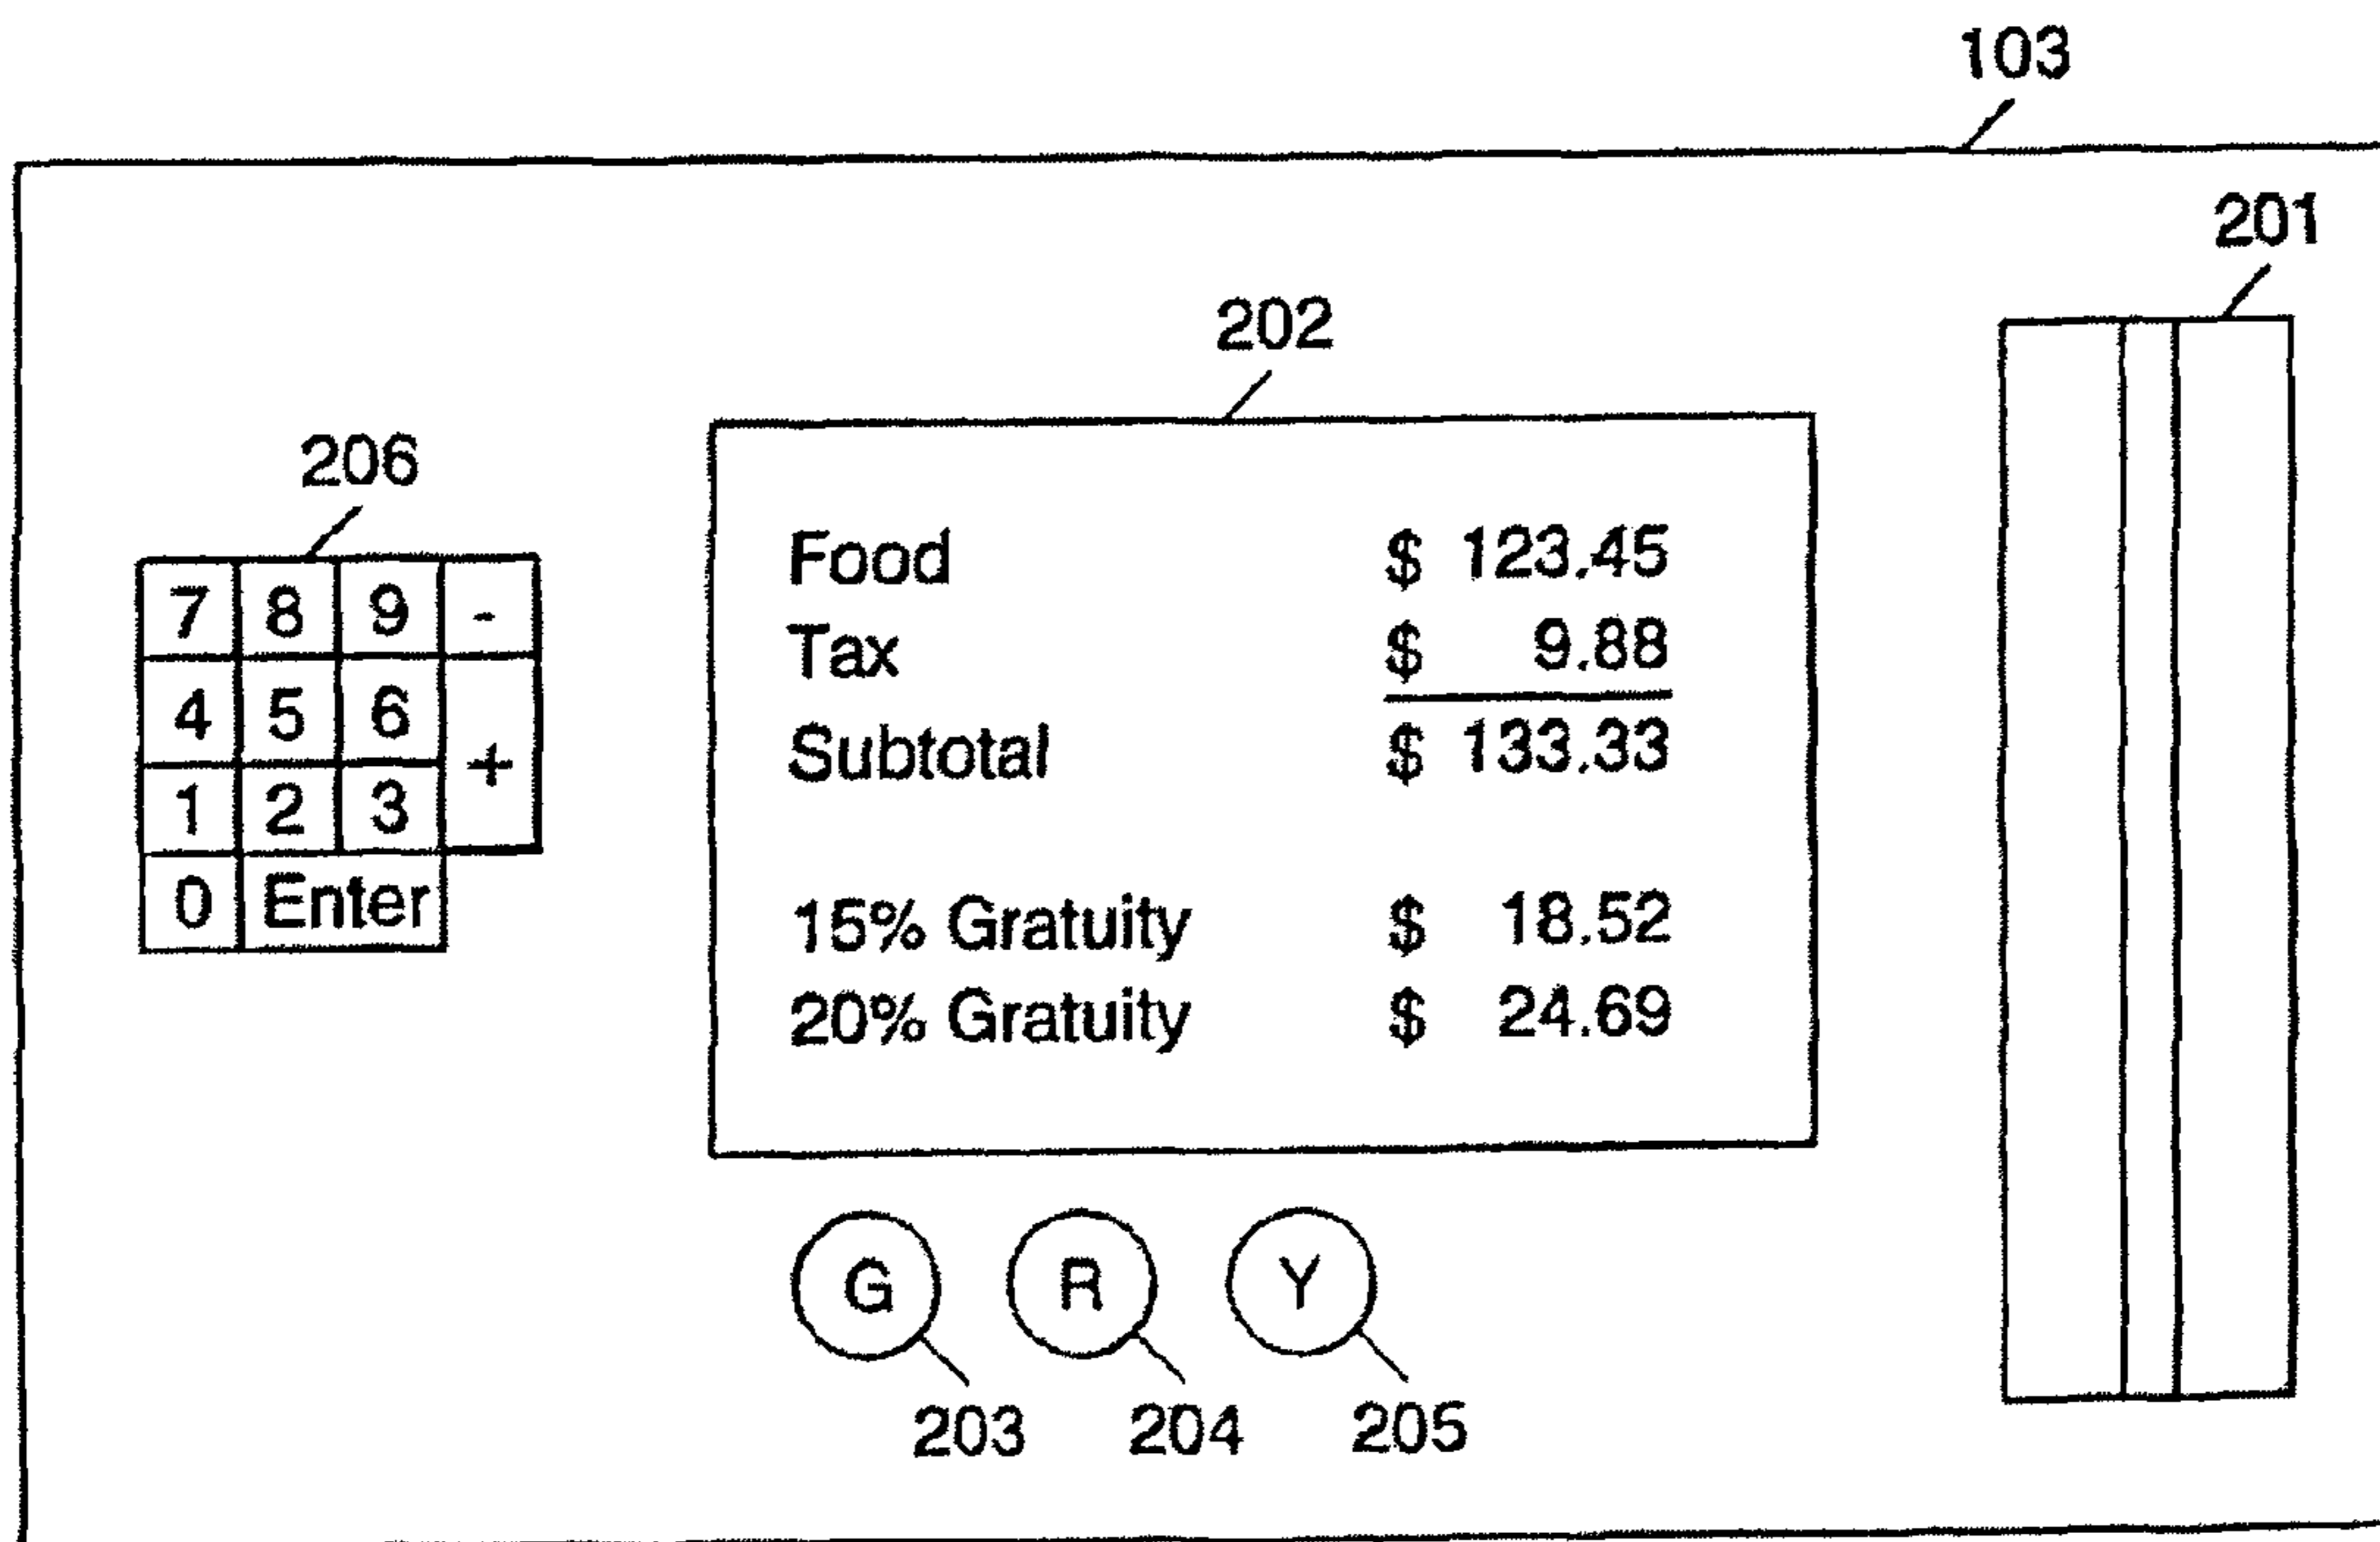 103
201
202
206
7 8 9 -
4 5 6 +
1 2 3
0 Enter
Food $ 123.45
Tax $ 9.88
Subtotal $ 133.33
15% Gratuity $ 18.52
20% Gratuity $ 24.69
G R Y
203 204 205